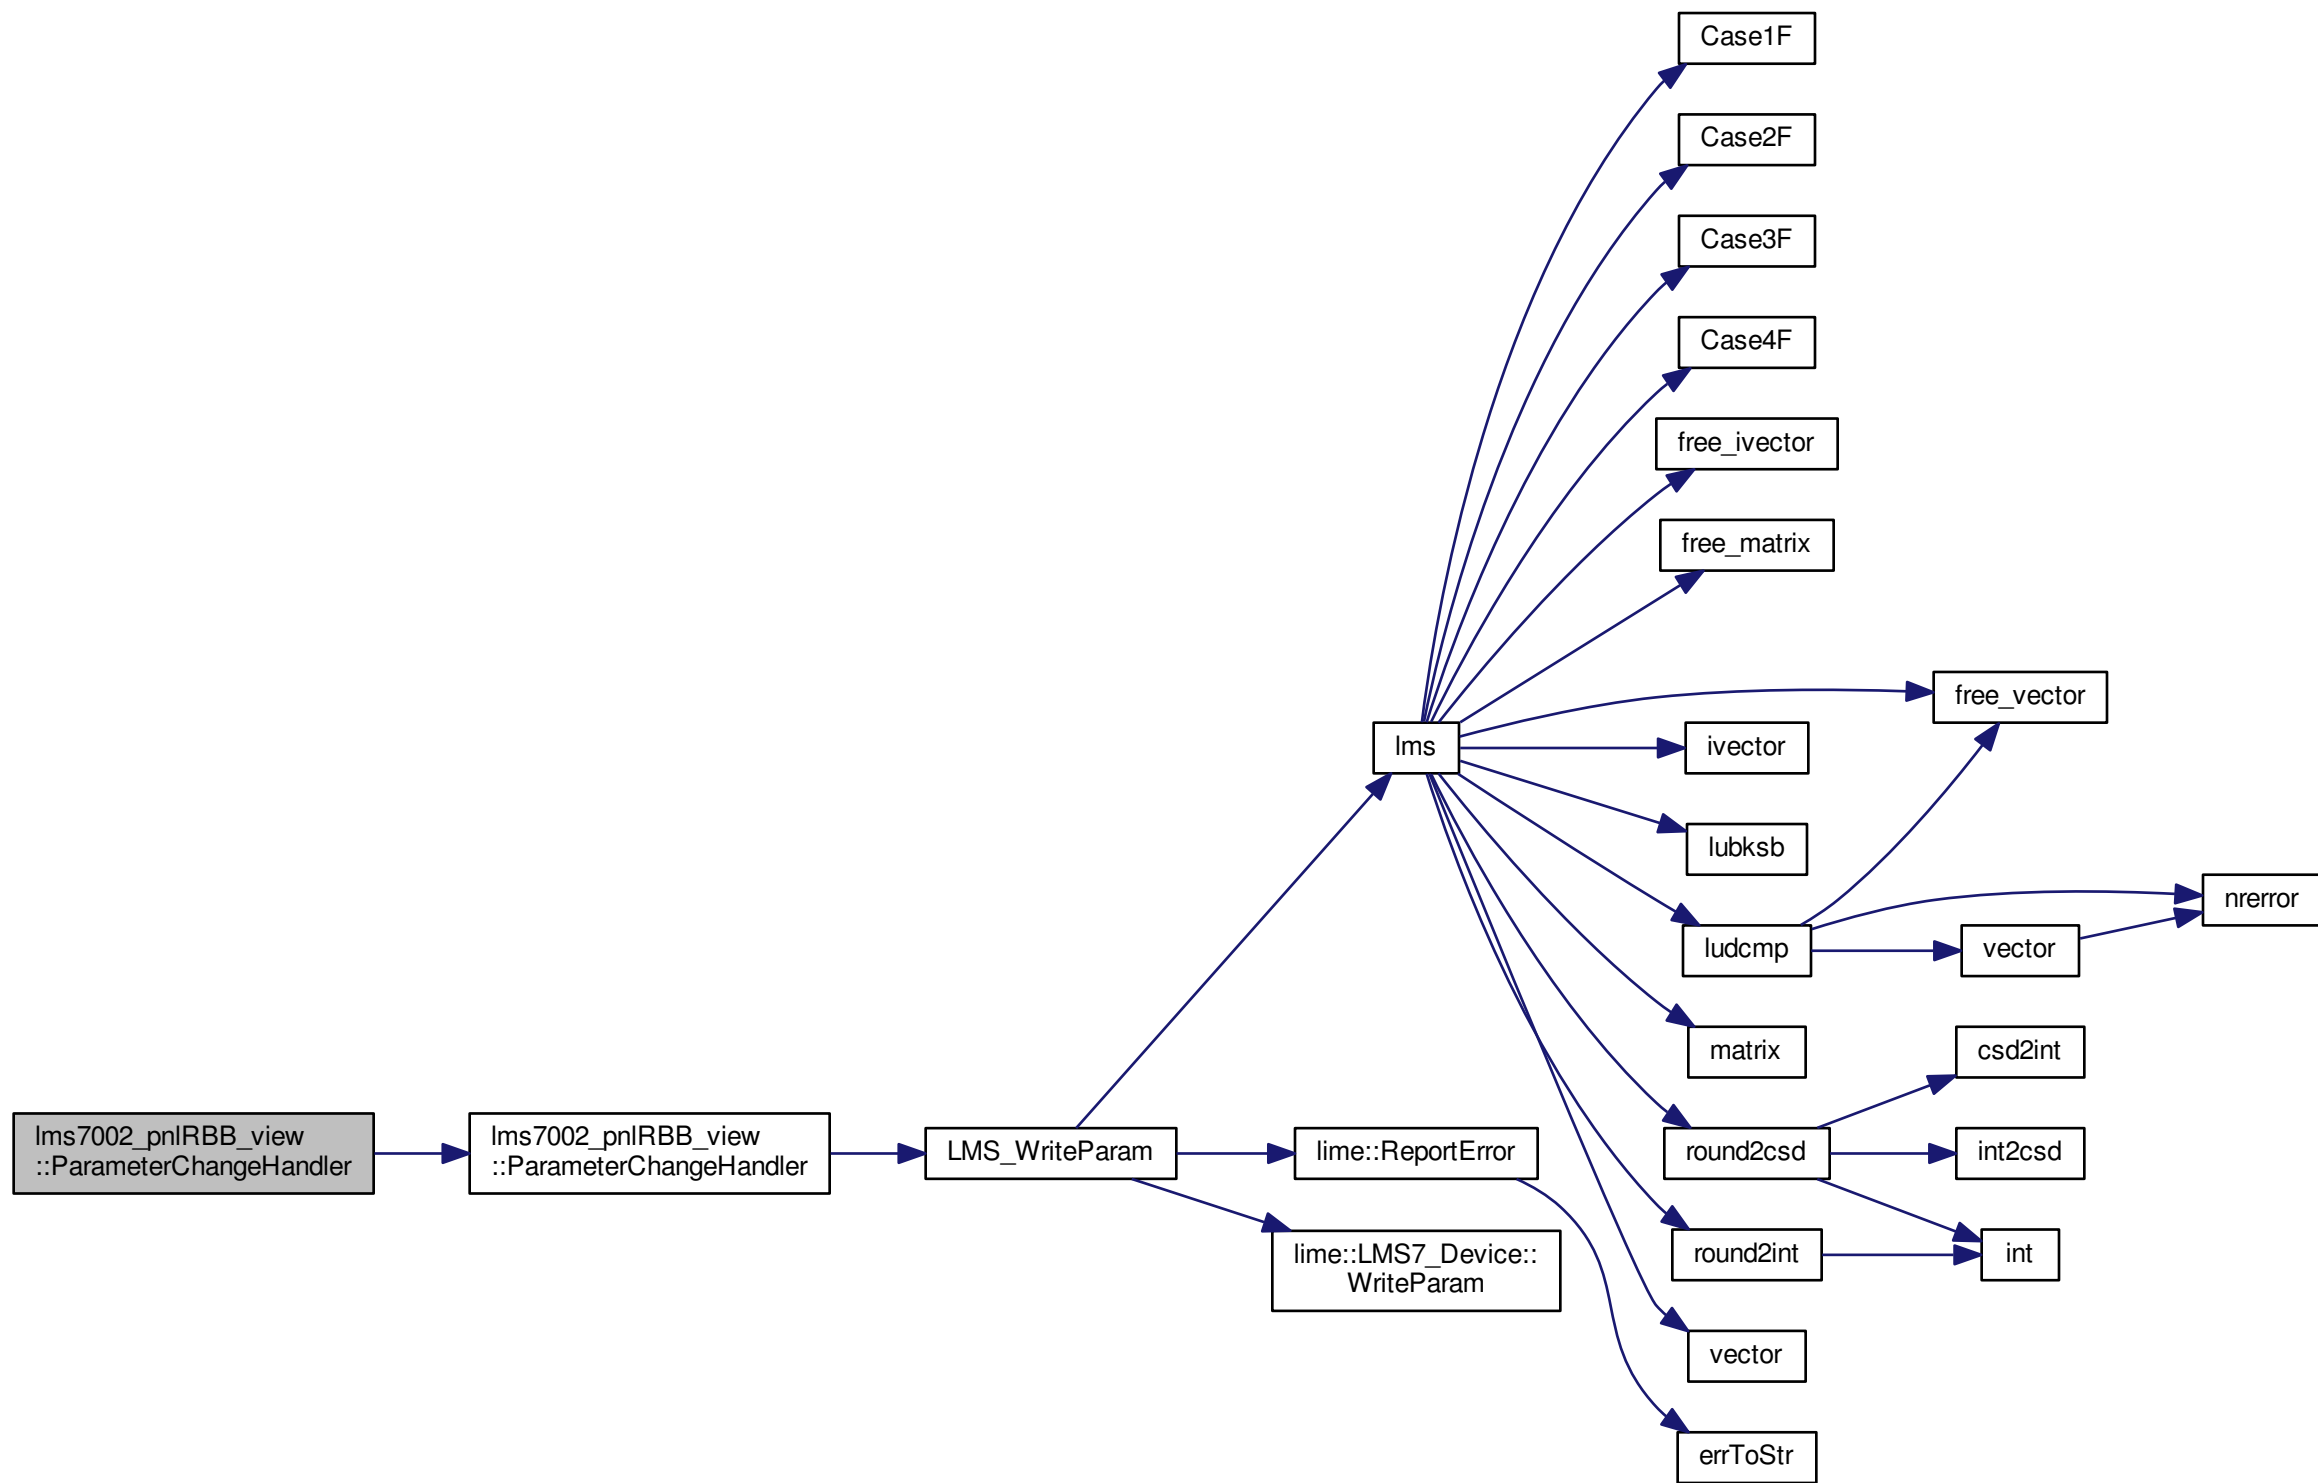 Case1F
Case2F
Case3F
Case4F
free_ivector
free_matrix
free_vector
lms
ivector
lubksb
nrerror
ludcmp
vector
matrix
csd2int
lms7002_pnlRBB_view
::ParameterChangeHandler
lms7002_pnlRBB_view
::ParameterChangeHandler
LMS_WriteParam
lime::ReportError
round2csd
int2csd
lime::LMS7_Device::
WriteParam
round2int
int
vector
errToStr